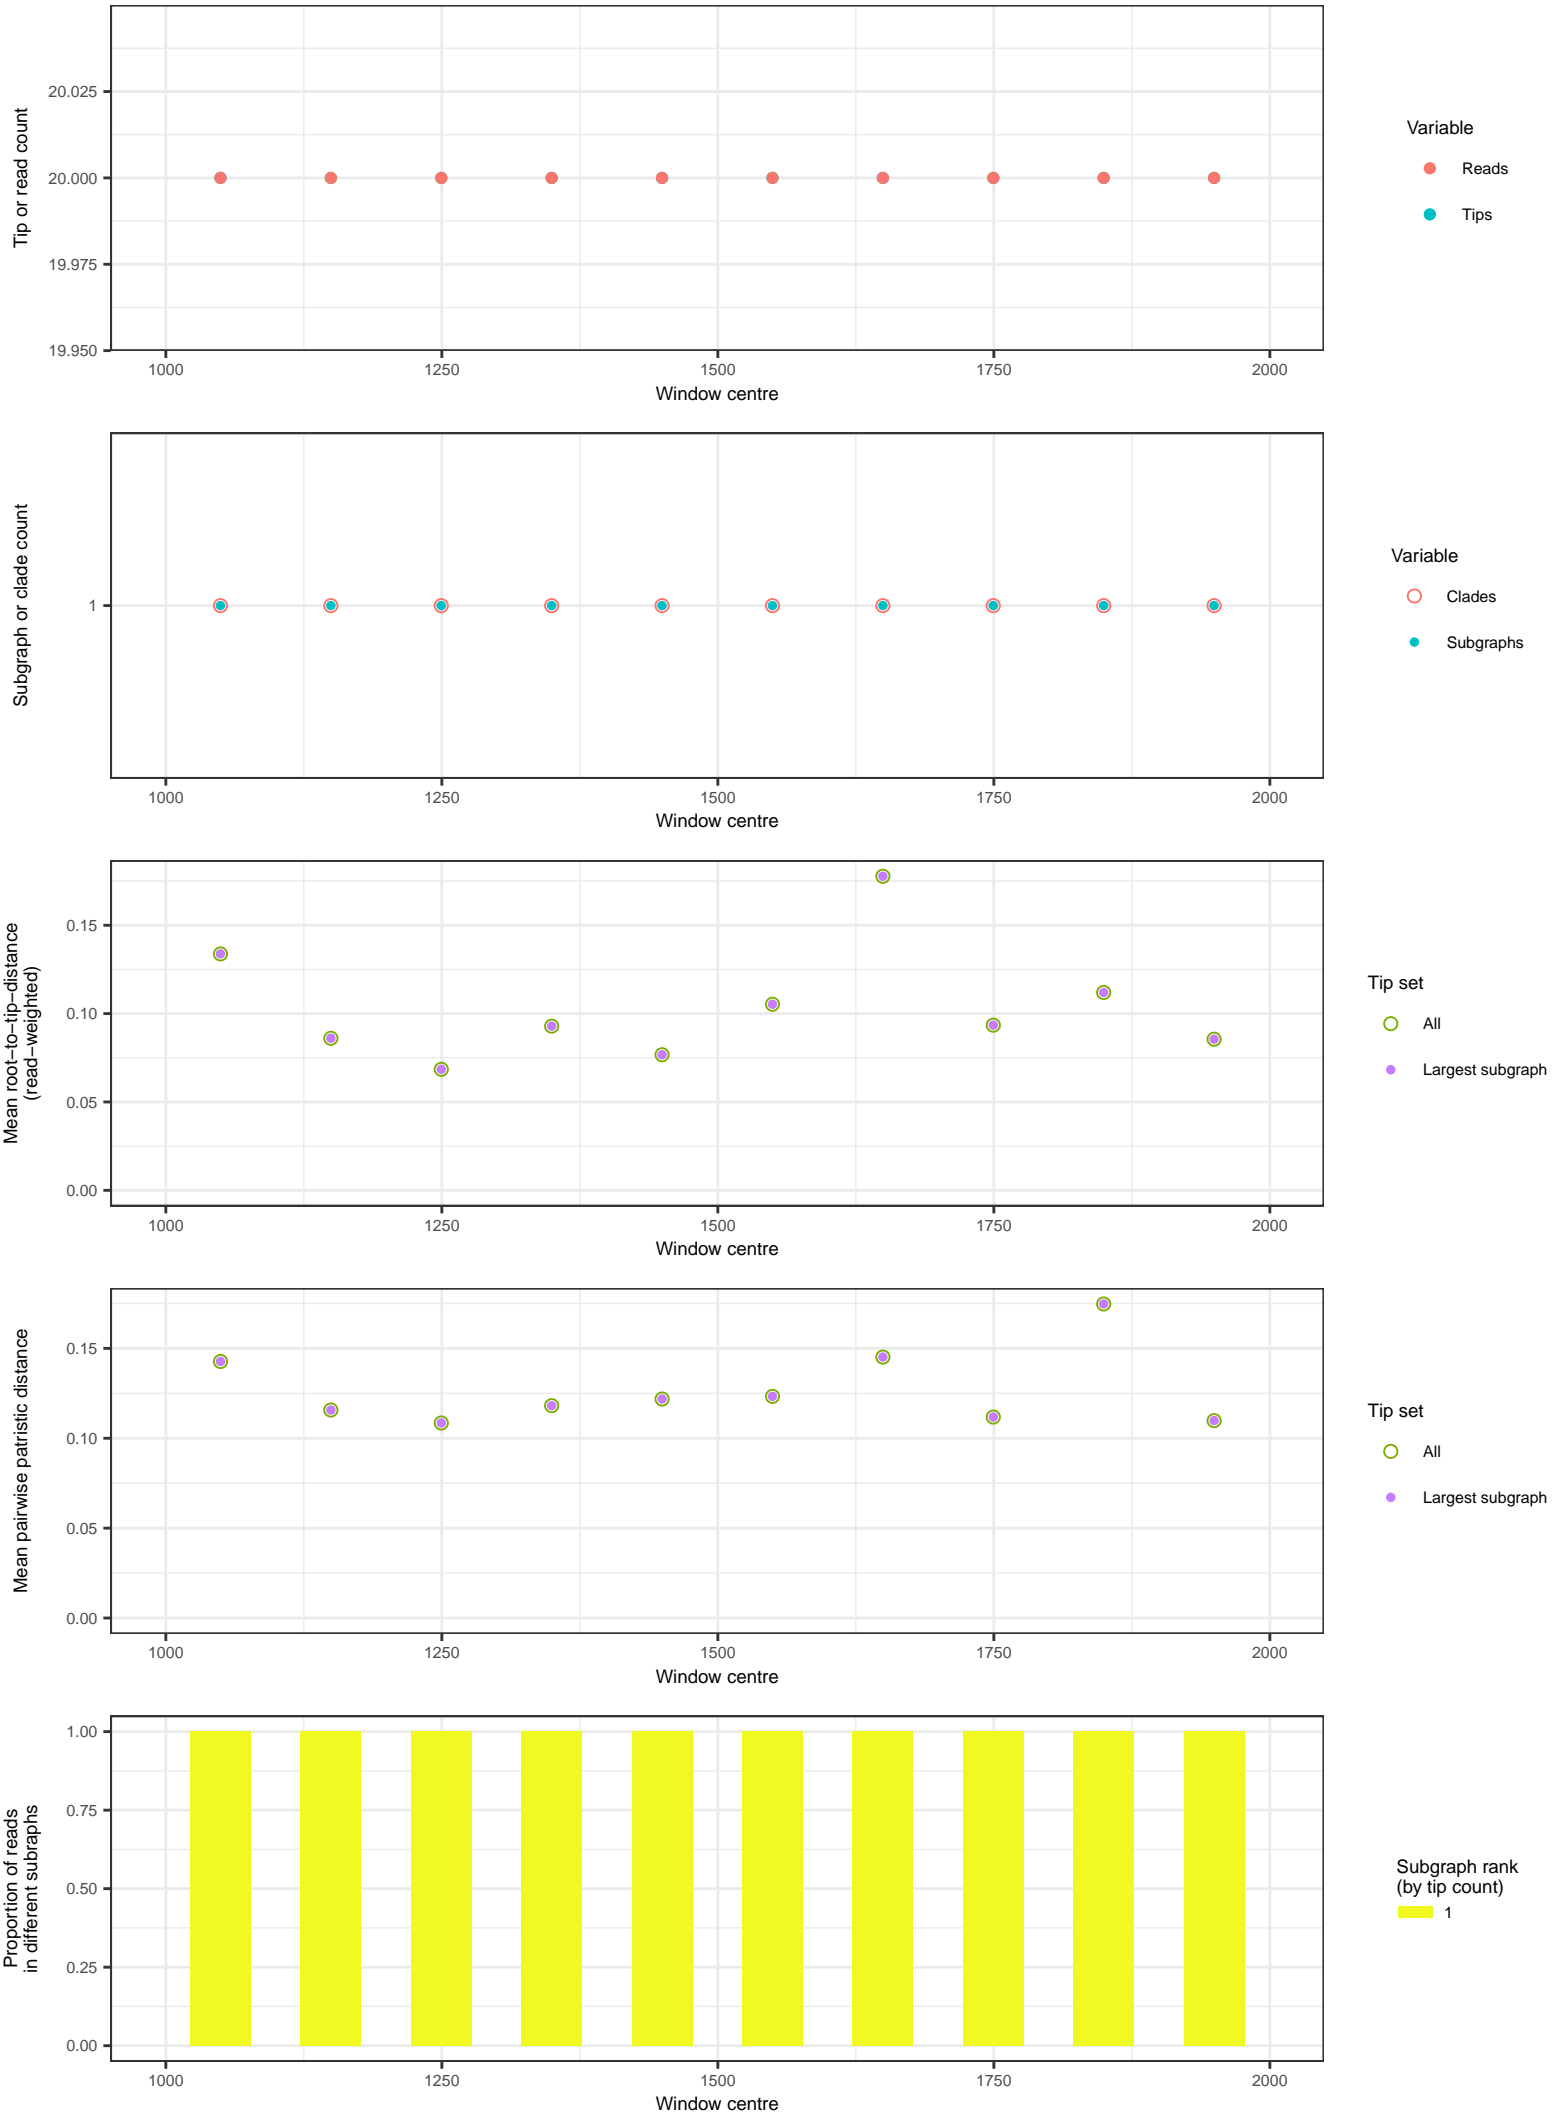 Tip or read count
20.025
20.000
19.975
19.950
1000 1250 1500 1750 2000
Window centre
Variable
Reads
Tips
Subgraph or clade count
1
1000 1250 1500 1750 2000
Window centre
Variable
Clades
Subgraphs
Mean root−to−tip−distance
(read−weighted)
0.15
0.10
0.05
0.00
1000 1250 1500 1750 2000
Window centre
Tip set
All
Largest subgraph
Mean pairwise patristic distance
0.15
0.10
0.05
0.00
1000 1250 1500 1750 2000
Window centre
Tip set
All
Largest subgraph
Proportion of reads
in different subraphs
1.00
0.75
0.50
0.25
0.00
1000 1250 1500 1750 2000
Window centre
Subgraph rank
(by tip count)
1